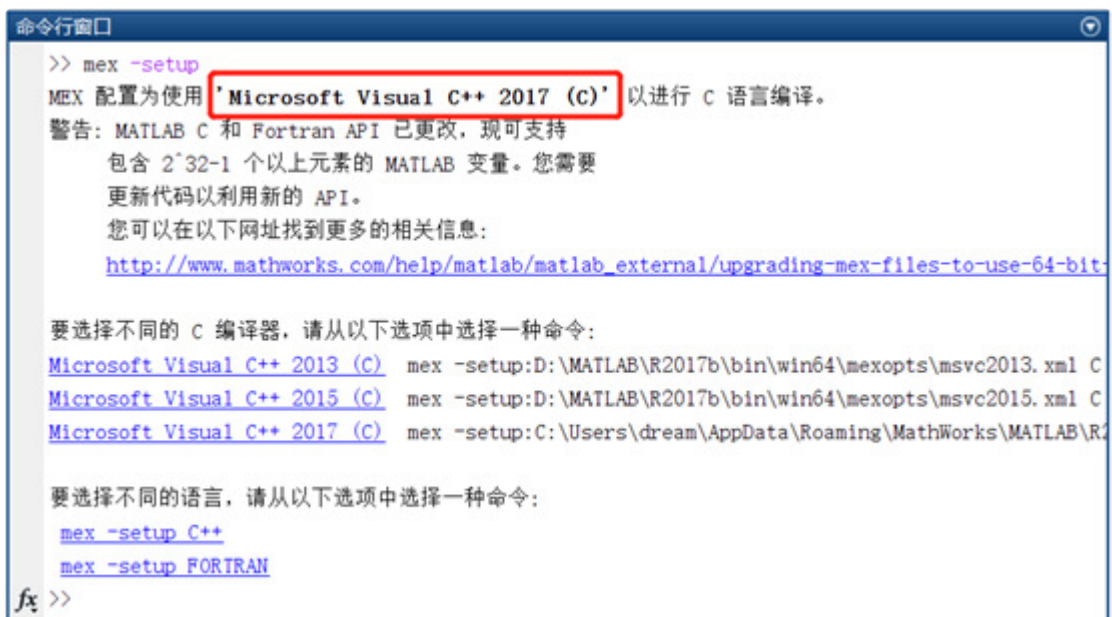 命令行窗口
>> mex -setup
MEX 配置为使用 'Microsoft Visual C++ 2017 (C)' 以进行 C 语言编译。
警告: MATLAB C 和 Fortran API 已更改，现可支持
包含 2^32-1 个以上元素的 MATLAB 变量。您需要
更新代码以利用新的 API。
您可以在以下网址找到更多的相关信息:
http://www.mathworks.com/help/matlab/matlab_external/upgrading-mex-files-to-use-64-bit-
要选择不同的 C 编译器，请从以下选项中选择一种命令:
Microsoft Visual C++ 2013 (C) mex -setup:D:\MATLAB\R2017b\bin\win64\mexopts\msvc2013.xml C
Microsoft Visual C++ 2015 (C) mex -setup:D:\MATLAB\R2017b\bin\win64\mexopts\msvc2015.xml C
Microsoft Visual C++ 2017 (C) mex -setup:C:\Users\dream\AppData\Roaming\MathWorks\MATLAB\R2
要选择不同的语言，请从以下选项中选择一种命令:
mex -setup C++
mex -setup FORTRAN
fx >>